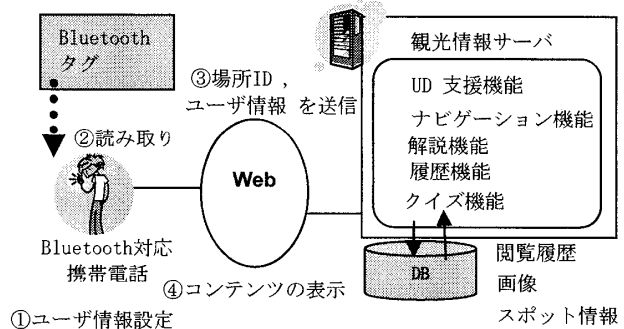 Bluetooth
タグ
観光情報サーバ
UD 支援機能
ナビゲーション機能
解説機能
履歴機能
クイズ機能
③場所ID ,
ユーザ情報 を送信
②読み取り
Web
Bluetooth対応
携帯電話
④コンテンツの表示
DB
閲覧履歴
画像
スポット情報
①ユーザ情報設定